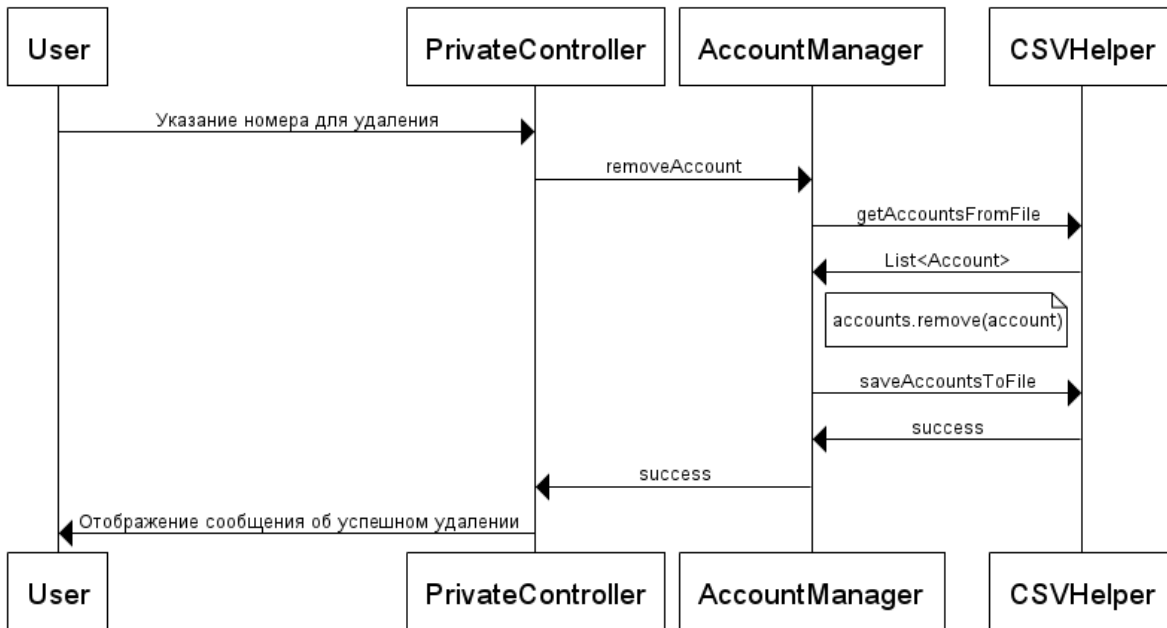 User
PrivateController
AccountManager
CSVHelper
Указание номера для удаления
removeAccount
getAccountsFromFile
List<Account>
accounts.remove(account)
saveAccountsToFile
success
success
Отображение сообщения об успешном удалении
User
PrivateController
AccountManager
CSVHelper